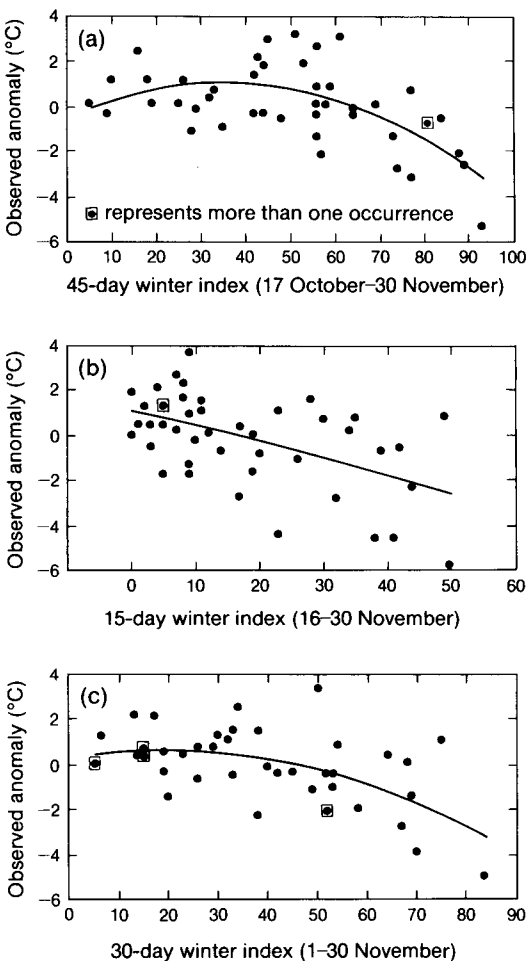 (a)
Observed anomaly (°C)
4
2
0
−2
−4
−6
represents more than one occurrence
0 10 20 30 40 50 60 70 80 90 100
45-day winter index (17 October–30 November)
(b)
Observed anomaly (°C)
4
2
0
−2
−4
−6
0 10 20 30 40 50 60
15-day winter index (16–30 November)
(c)
Observed anomaly (°C)
4
2
0
−2
−4
−6
0 10 20 30 40 50 60 70 80 90
30-day winter index (1–30 November)